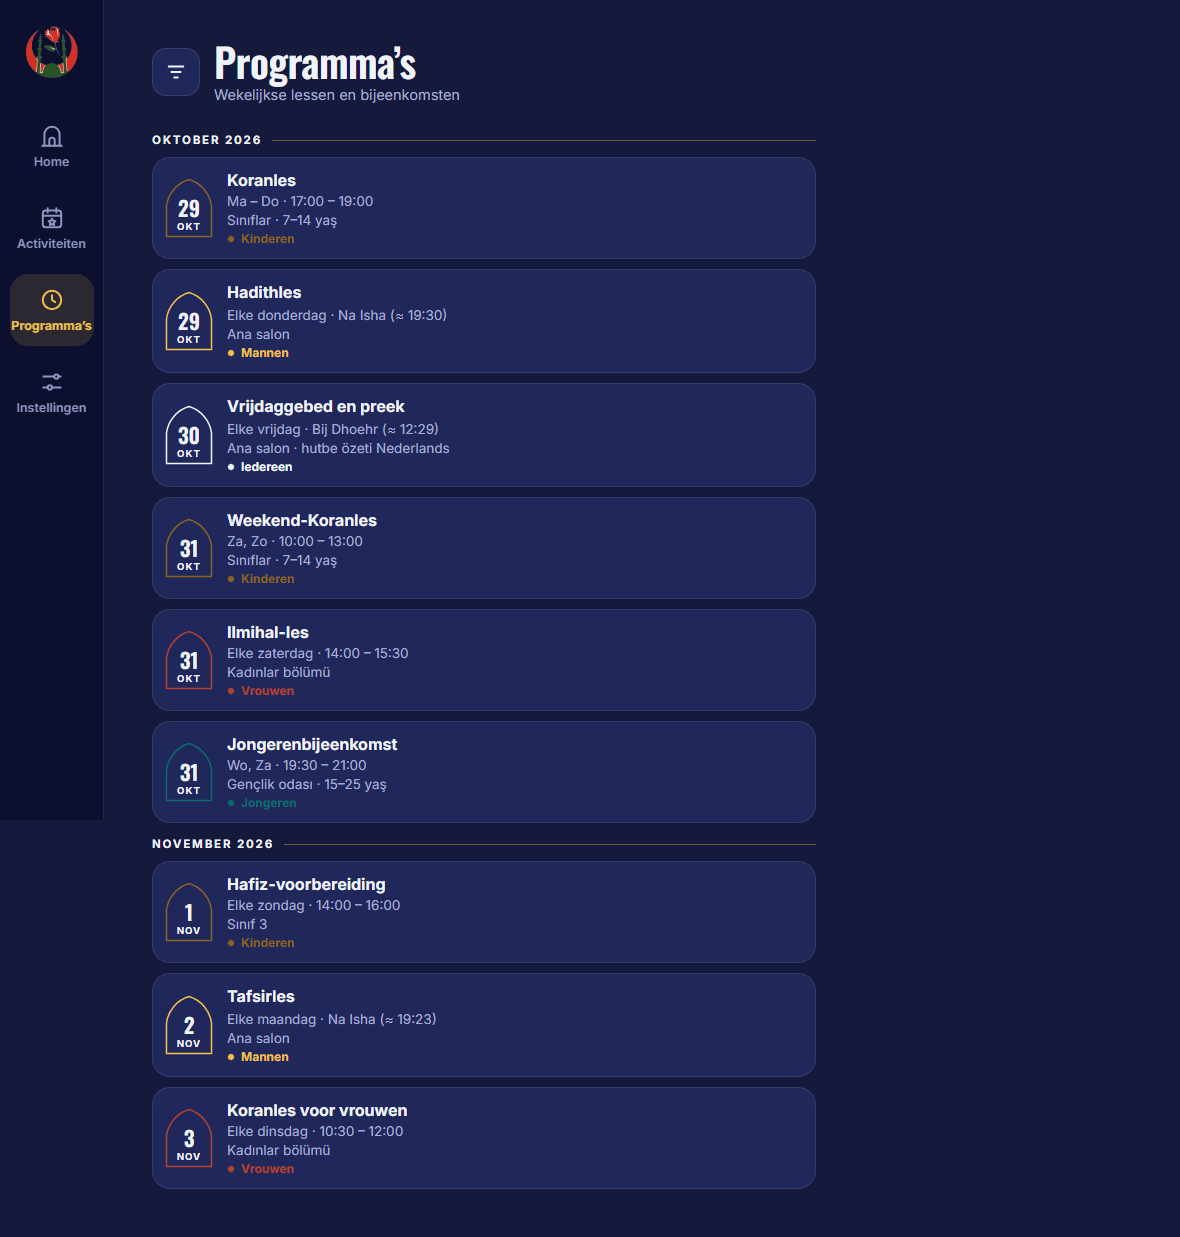 Programma's
Wekelijkse lessen en bijeenkomsten
Home
Activiteiten
Programma's
Instellingen
OKTOBER 2026
29
OKT
Koranles
Ma – Do · 17:00 – 19:00
Sınıflar · 7–14 yaş
Kinderen
29
OKT
Hadithles
Elke donderdag · Na Isha (≈ 19:30)
Ana salon
Mannen
30
OKT
Vrijdaggebed en preek
Elke vrijdag · Bij Dhoehr (≈ 12:29)
Ana salon · hutbe özeti Nederlands
Iedereen
31
OKT
Weekend-Koranles
Za, Zo · 10:00 – 13:00
Sınıflar · 7–14 yaş
Kinderen
31
OKT
Ilmihal-les
Elke zaterdag · 14:00 – 15:30
Kadınlar bölümü
Vrouwen
31
OKT
Jongerenbijeenkomst
Wo, Za · 19:30 – 21:00
Gençlik odası · 15–25 yaş
Jongeren
NOVEMBER 2026
1
NOV
Hafiz-voorbereiding
Elke zondag · 14:00 – 16:00
Sınıf 3
Kinderen
2
NOV
Tafsirles
Elke maandag · Na Isha (≈ 19:23)
Ana salon
Mannen
3
NOV
Koranles voor vrouwen
Elke dinsdag · 10:30 – 12:00
Kadınlar bölümü
Vrouwen